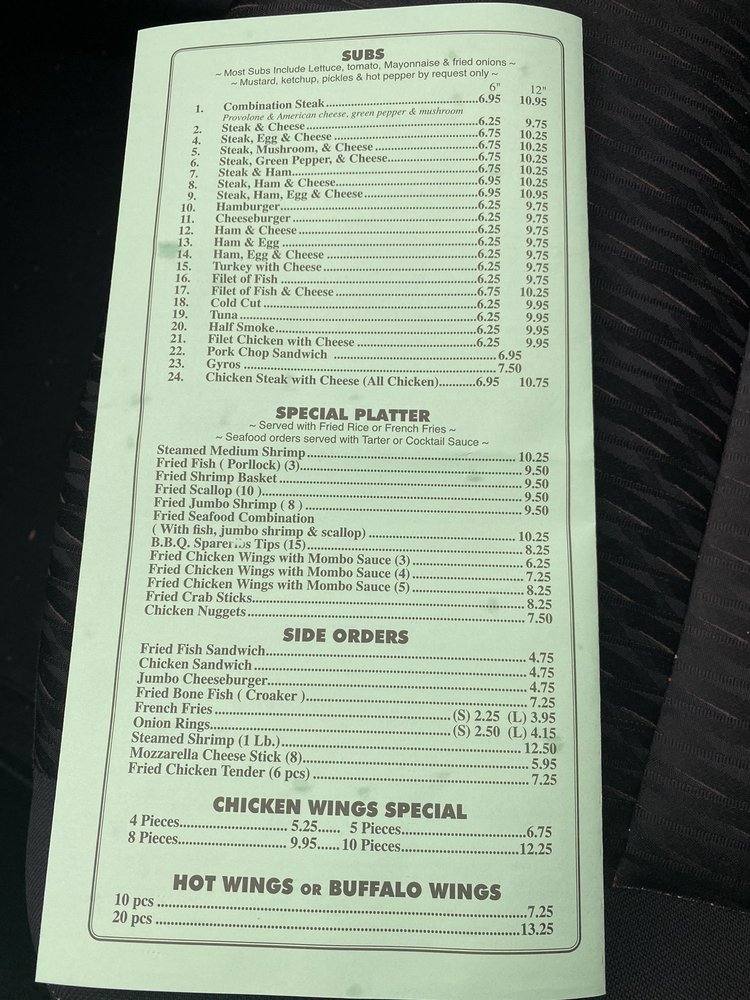 SUBS
~ Most Subs Include Lettuce, tomato, Mayonnaise & fried onions ~
~ Mustard, ketchup, pickles & hot pepper by request only ~
6" 12"
1. Combination Steak 6.95 10.95
Provolone & American cheese, green pepper & mushroom
2. Steak & Cheese 6.25 9.75
4. Steak, Egg & Cheese 6.75 10.25
5. Steak, Mushroom, & Cheese 6.75 10.25
6. Steak, Green Pepper, & Cheese 6.75 10.25
7. Steak & Ham 6.75 10.25
8. Steak, Ham & Cheese 6.95 10.25
9. Steak, Ham, Egg & Cheese 6.95 10.95
10. Hamburger 6.25 9.75
11. Cheeseburger 6.25 9.75
12. Ham & Cheese 6.25 9.75
13. Ham & Egg 6.25 9.75
14. Ham, Egg & Cheese 6.25 9.75
15. Turkey with Cheese 6.25 9.75
16. Filet of Fish 6.25 9.75
17. Filet of Fish & Cheese 6.75 10.25
18. Cold Cut 6.25 9.95
19. Tuna 6.25 9.95
20. Half Smoke 6.25 9.95
21. Filet Chicken with Cheese 6.25 9.95
22. Pork Chop Sandwich 6.95
23. Gyros 7.50
24. Chicken Steak with Cheese (All Chicken) 6.95 10.75
SPECIAL PLATTER
~ Served with Fried Rice or French Fries ~
~ Seafood orders served with Tarter or Cocktail Sauce ~
Steamed Medium Shrimp 10.25
Fried Fish ( Porllock) (3) 9.50
Fried Shrimp Basket 9.50
Fried Scallop (10 ) 9.50
Fried Jumbo Shrimp ( 8 ) 9.50
Fried Seafood Combination
( With fish, jumbo shrimp & scallop) 10.25
B.B.Q. Spareribs Tips (15) 8.25
Fried Chicken Wings with Mombo Sauce (3) 6.25
Fried Chicken Wings with Mombo Sauce (4) 7.25
Fried Chicken Wings with Mombo Sauce (5) 8.25
Fried Crab Sticks 8.25
Chicken Nuggets 7.50
SIDE ORDERS
Fried Fish Sandwich 4.75
Chicken Sandwich 4.75
Jumbo Cheeseburger 4.75
Fried Bone Fish ( Croaker ) 7.25
French Fries (S) 2.25 (L) 3.95
Onion Rings (S) 2.50 (L) 4.15
Steamed Shrimp (1 Lb.) 12.50
Mozzarella Cheese Stick (8) 5.95
Fried Chicken Tender (6 pcs) 7.25
CHICKEN WINGS SPECIAL
4 Pieces 5.25 5 Pieces 6.75
8 Pieces 9.95 10 Pieces 12.25
HOT WINGS OR BUFFALO WINGS
10 pcs 7.25
20 pcs 13.25